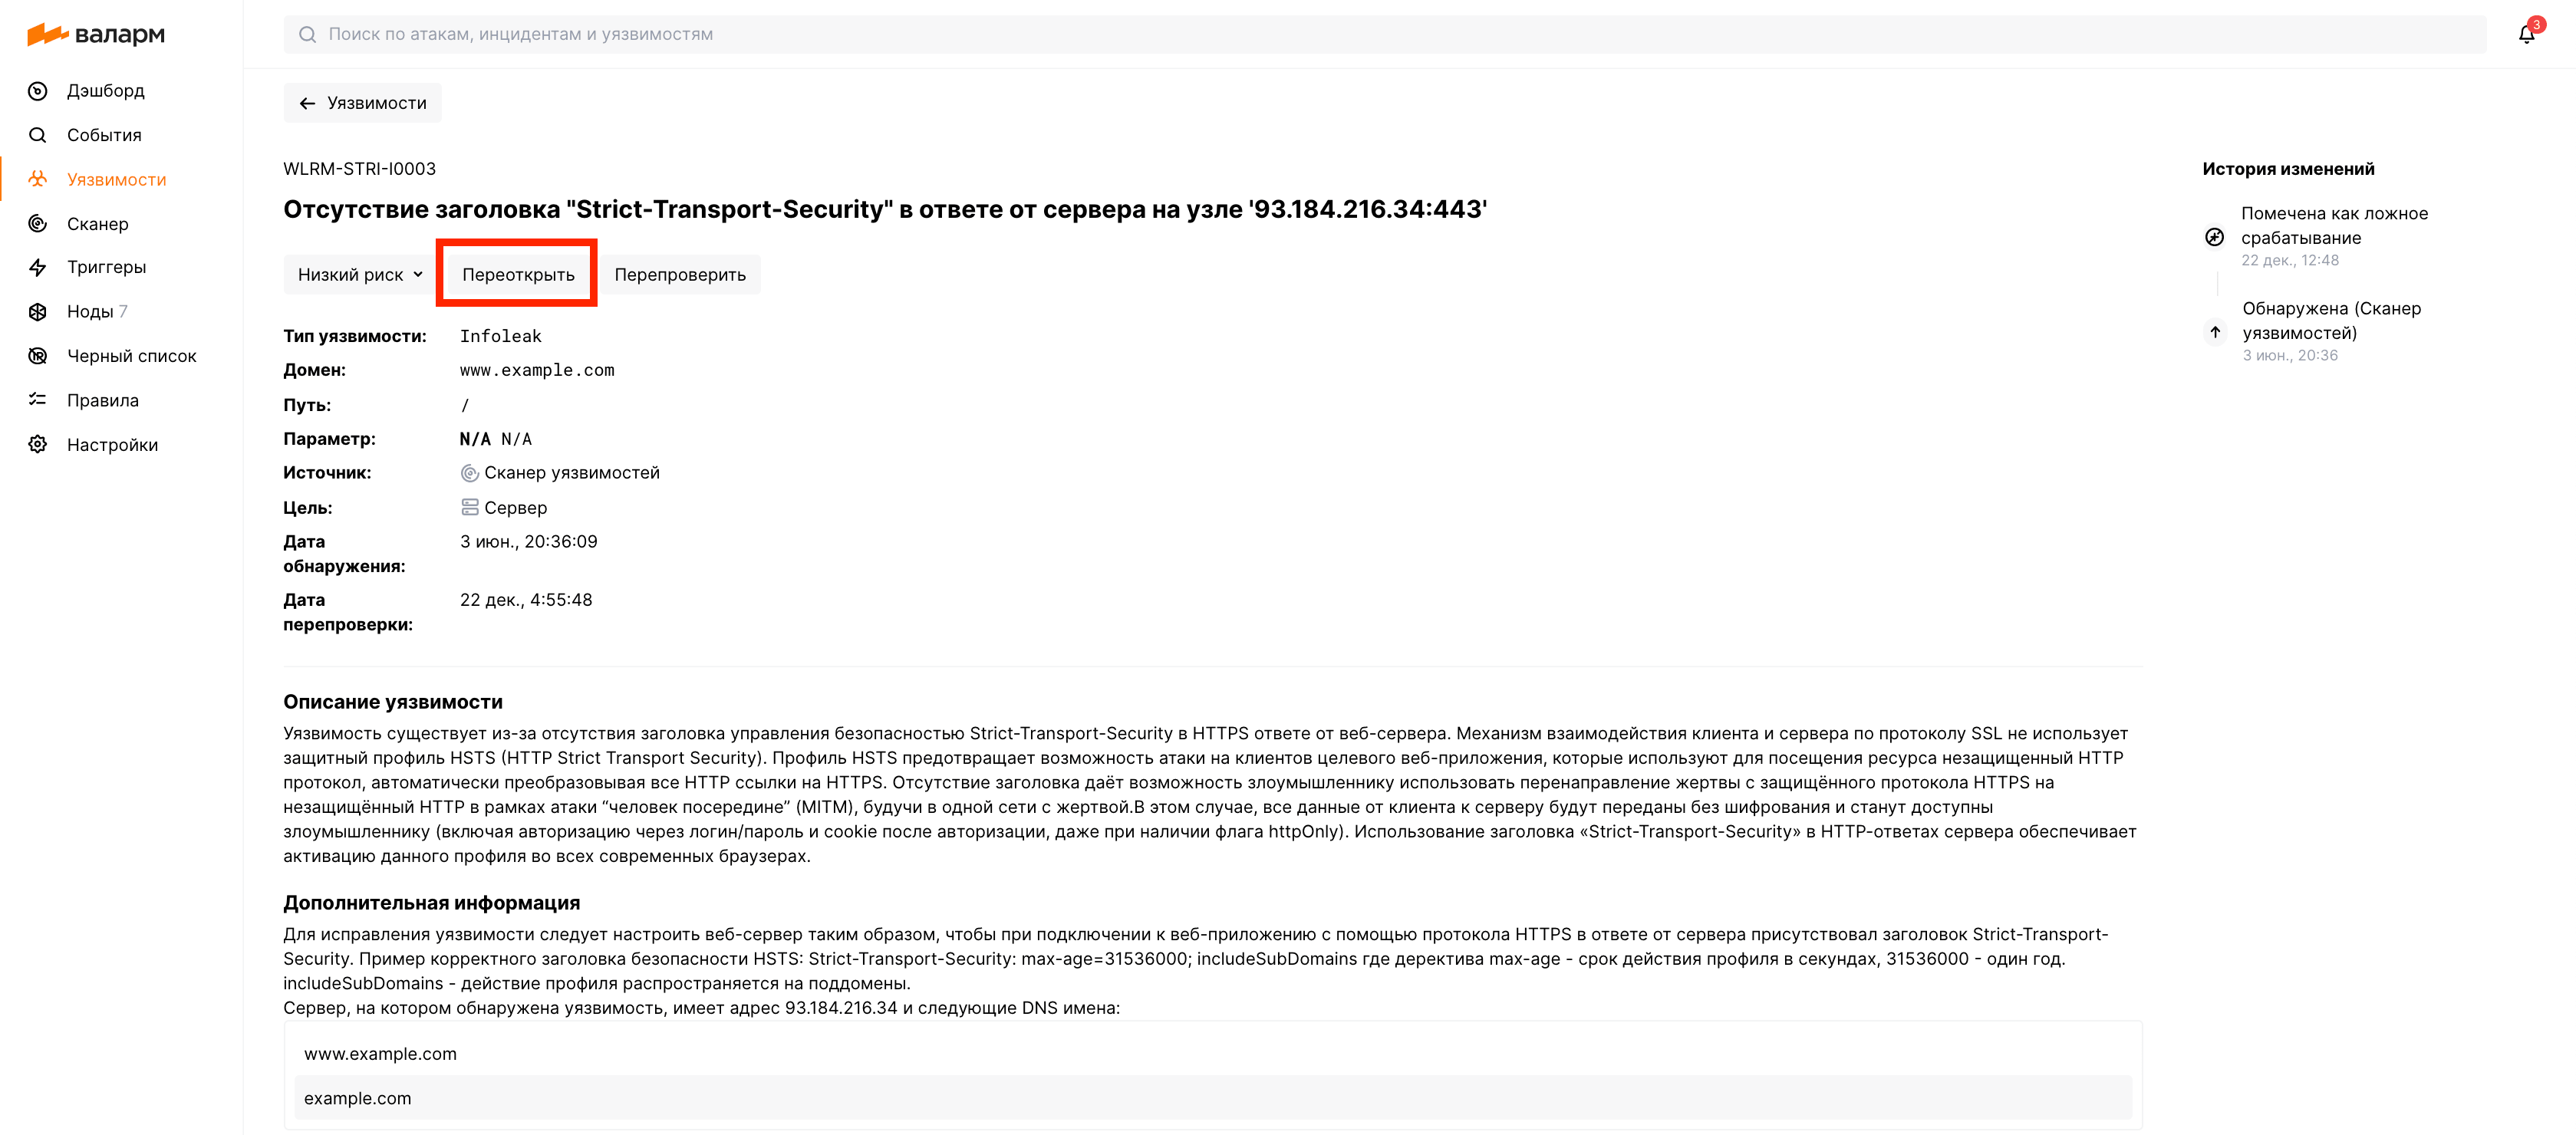 валарм
Поиск по атакам, инцидентам и уязвимостям
3
Дэшборд
События
Уязвимости
Сканер
Триггеры
Ноды 7
Черный список
Правила
Настройки
Уязвимости
WLRM-STRI-I0003
Отсутствие заголовка "Strict-Transport-Security" в ответе от сервера на узле '93.184.216.34:443'
Низкий риск Переоткрыть Перепроверить
Тип уязвимости: Infoleak
Домен: www.example.com
Путь: /
Параметр: N/A N/A
Источник: Сканер уязвимостей
Цель: Сервер
Дата 3 июн., 20:36:09
обнаружения:
Дата 22 дек., 4:55:48
перепроверки:
История изменений
Помечена как ложное
срабатывание
22 дек., 12:48
Обнаружена (Сканер
уязвимостей)
3 июн., 20:36
Описание уязвимости
Уязвимость существует из-за отсутствия заголовка управления безопасностью Strict-Transport-Security в HTTPS ответе от веб-сервера. Механизм взаимодействия клиента и сервера по протоколу SSL не использует
защитный профиль HSTS (HTTP Strict Transport Security). Профиль HSTS предотвращает возможность атаки на клиентов целевого веб-приложения, которые используют для посещения ресурса незащищенный HTTP
протокол, автоматически преобразовывая все HTTP ссылки на HTTPS. Отсутствие заголовка даёт возможность злоумышленнику использовать перенаправление жертвы с защищённого протокола HTTPS на
незащищённый HTTP в рамках атаки “человек посередине” (MITM), будучи в одной сети с жертвой.В этом случае, все данные от клиента к серверу будут переданы без шифрования и станут доступны
злоумышленнику (включая авторизацию через логин/пароль и cookie после авторизации, даже при наличии флага httpOnly). Использование заголовка «Strict-Transport-Security» в HTTP-ответах сервера обеспечивает
активацию данного профиля во всех современных браузерах.
Дополнительная информация
Для исправления уязвимости следует настроить веб-сервер таким образом, чтобы при подключении к веб-приложению с помощью протокола HTTPS в ответе от сервера присутствовал заголовок Strict-Transport-
Security. Пример корректного заголовка безопасности HSTS: Strict-Transport-Security: max-age=31536000; includeSubDomains где деректива max-age - срок действия профиля в секундах, 31536000 - один год.
includeSubDomains - действие профиля распространяется на поддомены.
Сервер, на котором обнаружена уязвимость, имеет адрес 93.184.216.34 и следующие DNS имена:
www.example.com
example.com